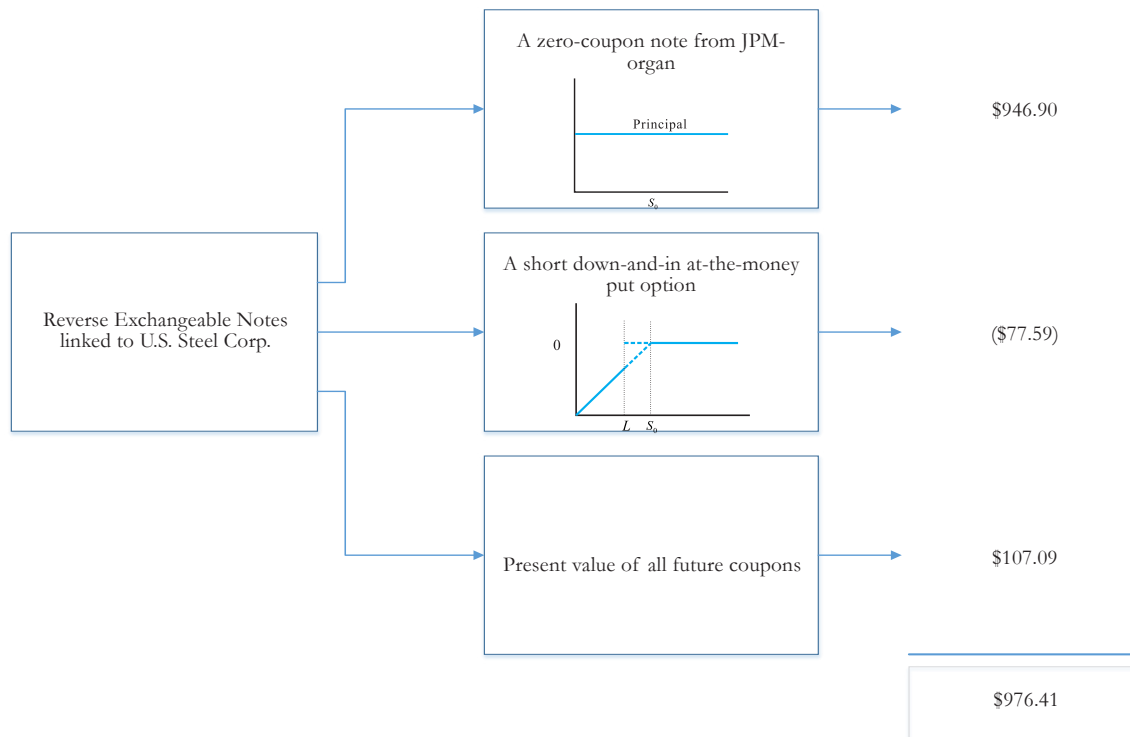 A zero-coupon note from JPM-
organ
Principal
S₀
$946.90
Reverse Exchangeable Notes
linked to U.S. Steel Corp.
A short down-and-in at-the-money
put option
0
L S₀
($77.59)
Present value of all future coupons
$107.09
$976.41